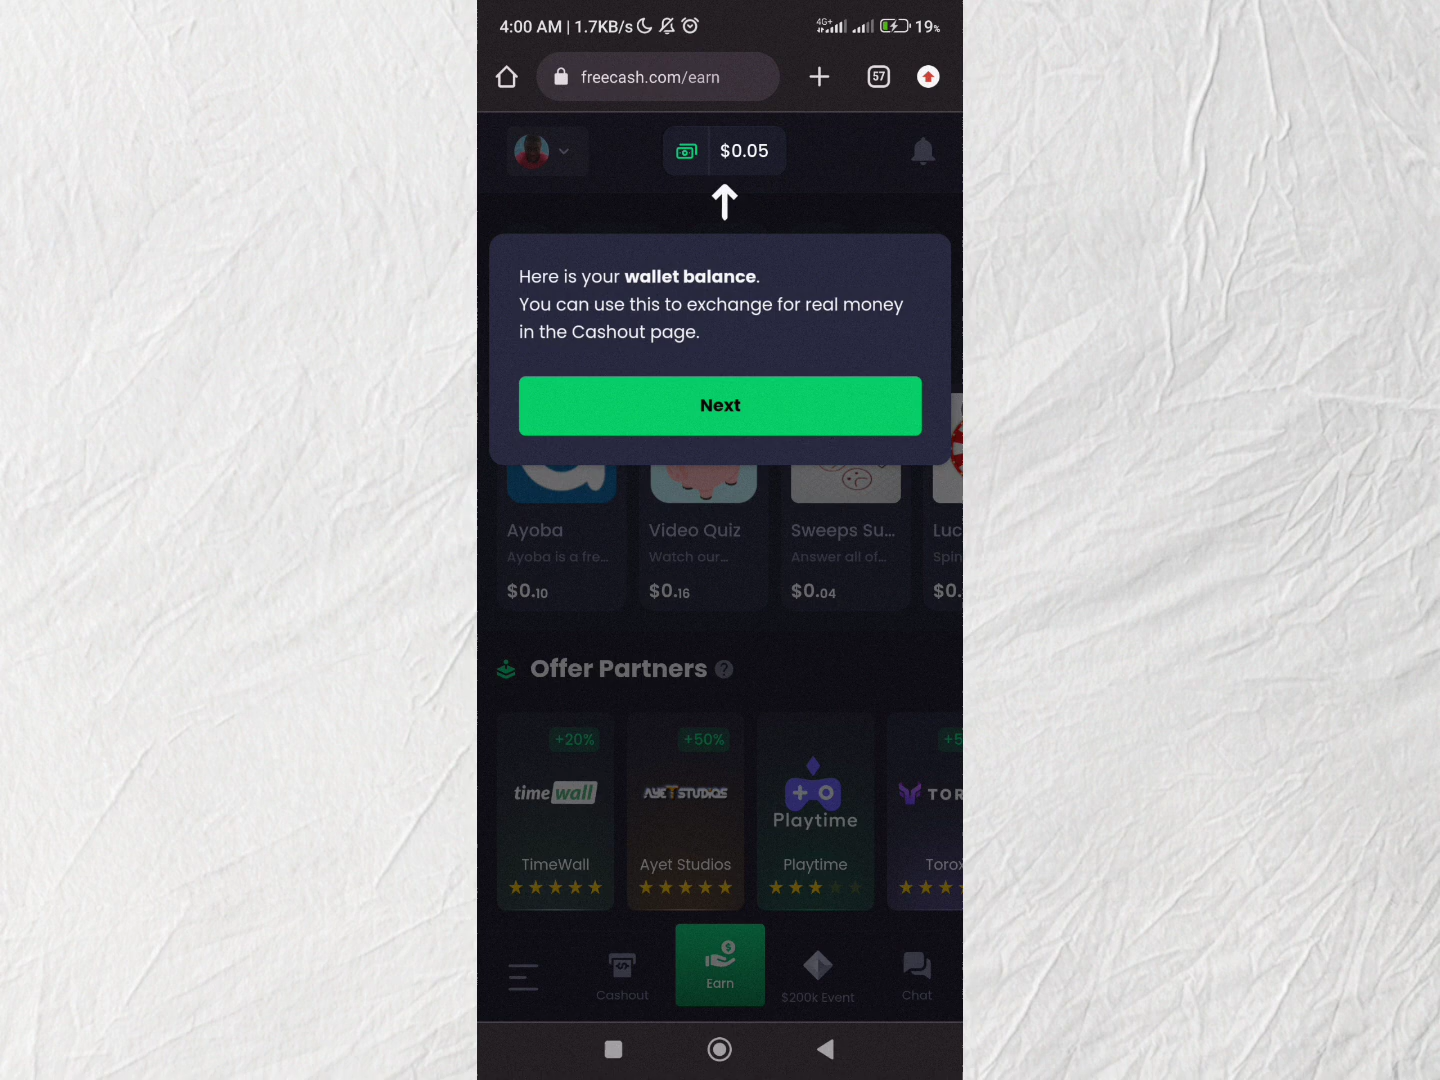 4:00 AM | 1.7KB/s 4G+ 19%
freecash.com/earn 57
$0.05
Here is your wallet balance.
You can use this to exchange for real money
in the Cashout page.
Next
Ayoba Video Quiz Sweeps Su... Luc
Ayoba is a fre... Watch our... Answer all of... Spin
$0.10 $0.16 $0.04 $0.
Offer Partners ?
+20% +50% +5
timewall AYET STUDIOS Playtime TOR
TimeWall Ayet Studios Playtime Torox
Cashout Earn $200k Event Chat